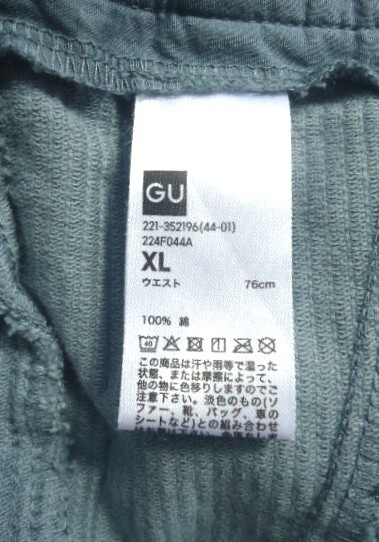 GU
221-352196(44-01)
224F044A
XL
ウエスト 76cm
100% 綿
40
この商品は汗や雨等で湿った
状態、または摩擦によって、
他の物に色移りしますのでご
注意下さい。淡色のもの(ソ
ファー、靴、バッグ、車の
シートなど)との組み合わせ